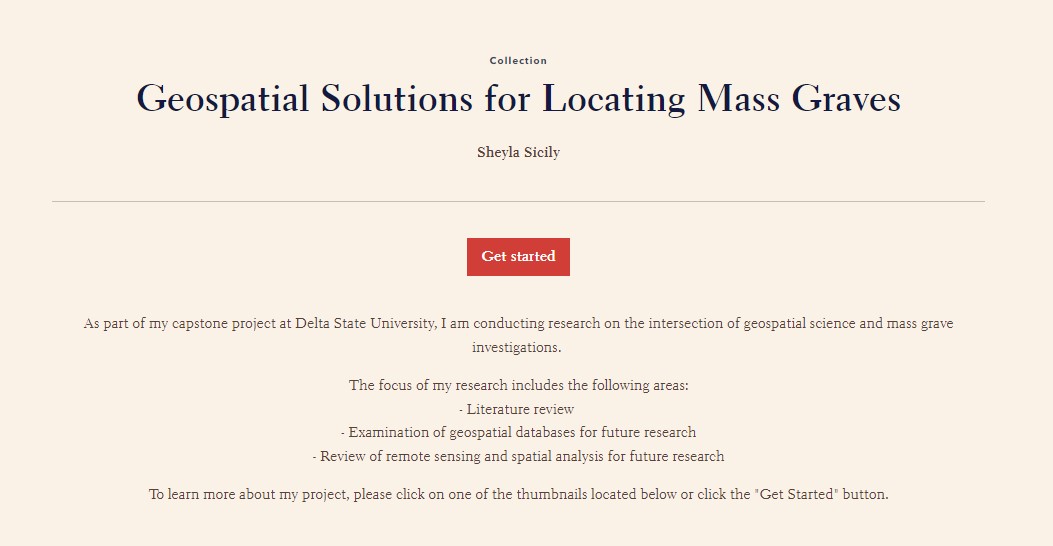 Collection
Geospatial Solutions for Locating Mass Graves
Sheyla Sicily
Get started
As part of my capstone project at Delta State University, I am conducting research on the intersection of geospatial science and mass grave
investigations.
The focus of my research includes the following areas:
- Literature review
- Examination of geospatial databases for future research
- Review of remote sensing and spatial analysis for future research
To learn more about my project, please click on one of the thumbnails located below or click the "Get Started" button.